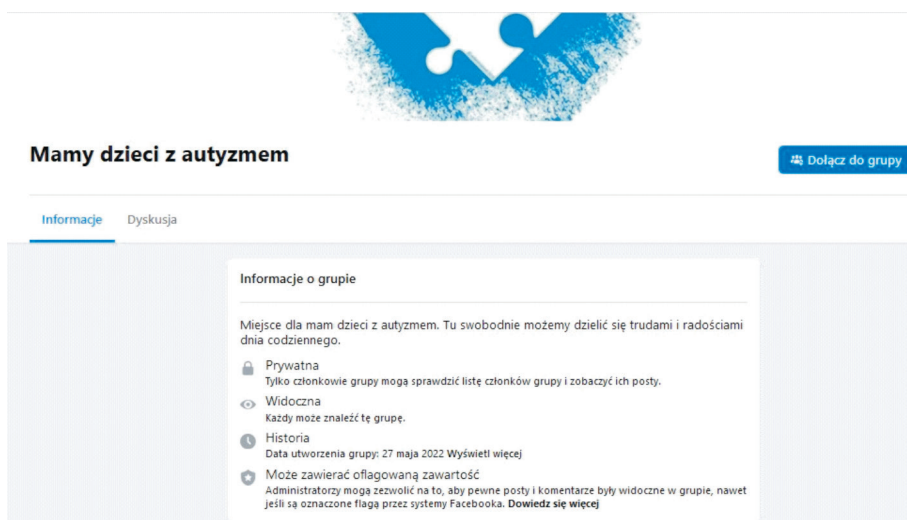 Mamy dzieci z autyzmem
Dołącz do grupy
Informacje
Dyskusja
Informacje o grupie
Miejsce dla mam dzieci z autyzmem. Tu swobodnie możemy dzielić się trudami i radościami
dnia codziennego.
Prywatna
Tylko członkowie grupy mogą sprawdzić listę członków grupy i zobaczyć ich posty.
Widoczna
Każdy może znaleźć tę grupę.
Historia
Data utworzenia grupy: 27 maja 2022 Wyświetl więcej
Może zawierać oflagowaną zawartość
Administratorzy mogą zezwolić na to, aby pewne posty i komentarze były widoczne w grupie, nawet
jeśli są oznaczone flagą przez systemy Facebooka. Dowiedz się więcej